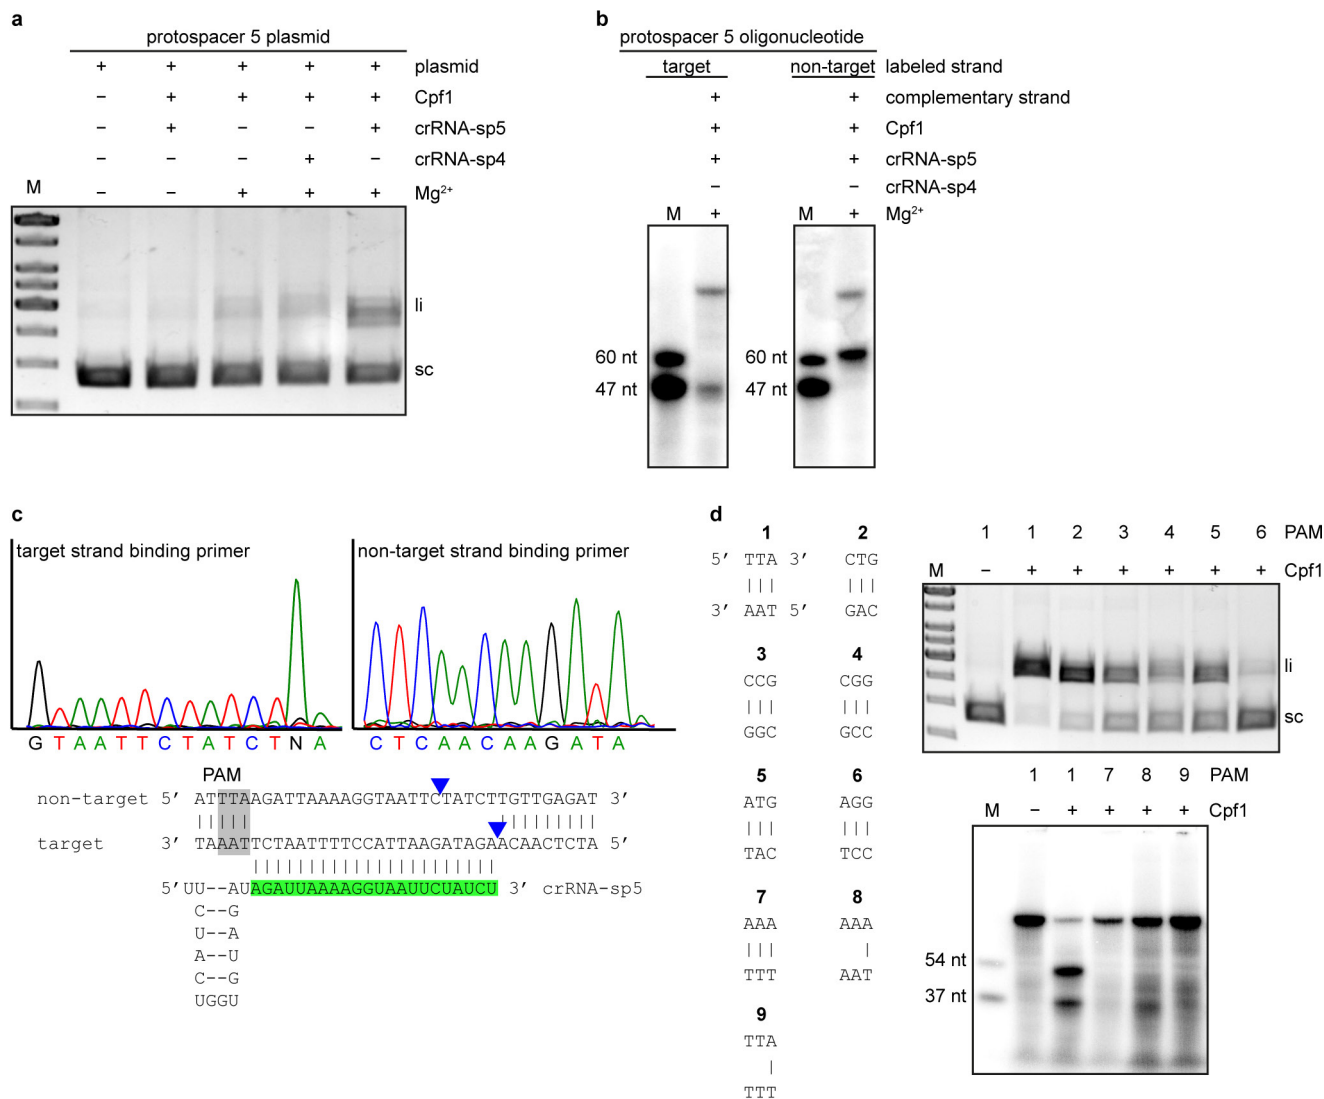 a
protospacer 5 plasmid
+ + + + + plasmid
− + + + + Cpf1
− + − − + crRNA-sp5
− − − + − crRNA-sp4
M − − + + + Mg2+
li
sc
b
protospacer 5 oligonucleotide
target non-target labeled strand
+ + complementary strand
+ + Cpf1
+ + crRNA-sp5
− − crRNA-sp4
M + M + Mg2+
60 nt 60 nt
47 nt 47 nt
c
target strand binding primer non-target strand binding primer
G T A A T T C T A T C T N A C T C A A C A A G A T A
PAM
non-target 5′ ATTTAAGATTAAAAGGTAATTCTATCTTGTTGAGAT 3′
target 3′ TAAATTCTAATTTTCCATTAAGATAGAACAACTCTA 5′
5′UU--AUAGAUUAAAAGGUAAUUCUAUCU 3′ crRNA-sp5
C--G
U A
A--U
C--G
UGGU
d
1 2
5′ TTA 3′ CTG
3′ AAT 5′ GAC
3 4
CCG CGG
GGC GCC
5 6
ATG AGG
TAC TCC
7 8
AAA AAA
TTT AAT
9
TTA
TTT
1 1 2 3 4 5 6 PAM
M − + + + + + + Cpf1
li
sc
1 1 7 8 9 PAM
M − + + + + Cpf1
54 nt
37 nt